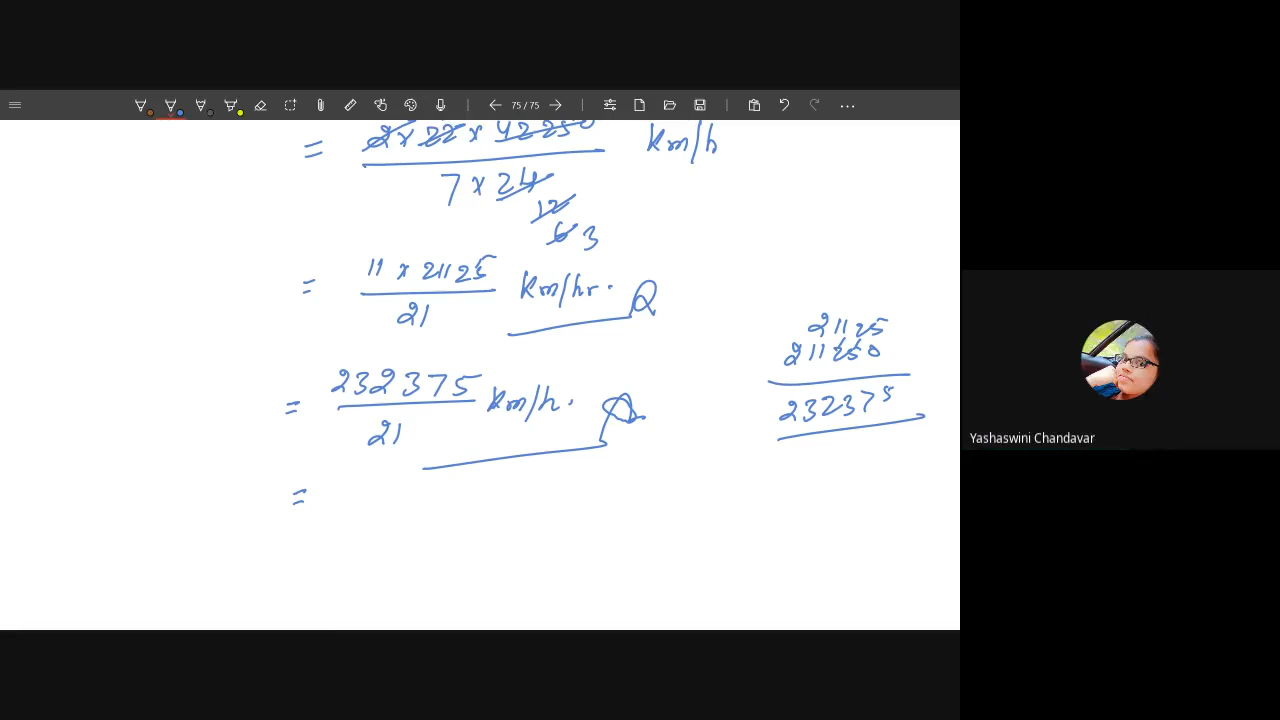 75 / 75
= 2 x 22 x 42250 / 7 x 24 km/h
12
6 3
= 11 x 21125 / 21 km/hr.
= 232375 / 21 km/h.
=
21125
211250
232375
Yashaswini Chandavar